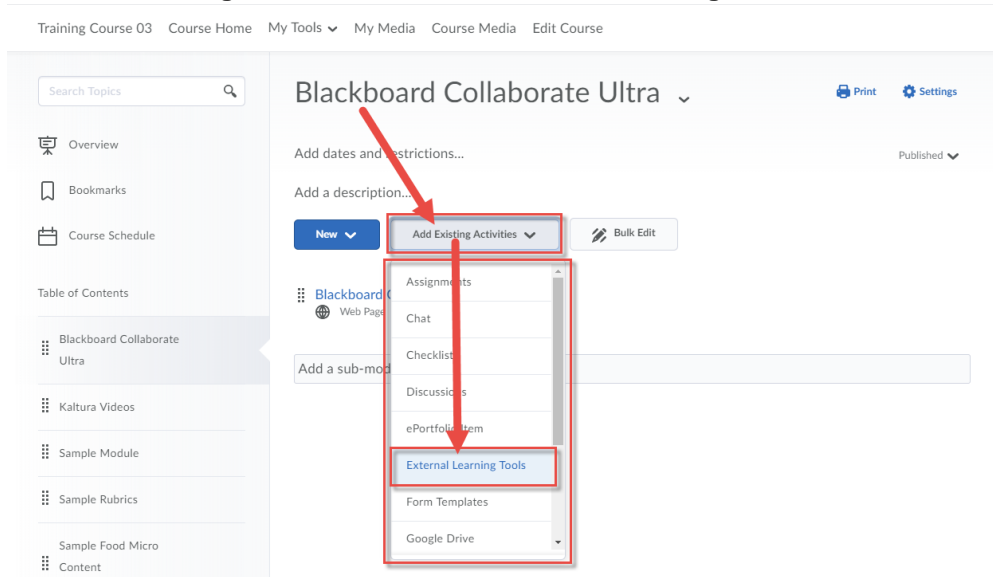 Training Course 03 Course Home My Tools My Media Course Media Edit Course
Search Topics
Overview
Bookmarks
Course Schedule
Table of Contents
Blackboard Collaborate
Ultra
Kaltura Videos
Sample Module
Sample Rubrics
Sample Food Micro
Content
Blackboard Collaborate Ultra
Print
Settings
Add dates and restrictions...
Published
Add a description...
New
Add Existing Activities
Bulk Edit
Blackboard
Web Page
Add a sub-mod
Assignments
Chat
Checklist
Discussions
ePortfolio Item
External Learning Tools
Form Templates
Google Drive